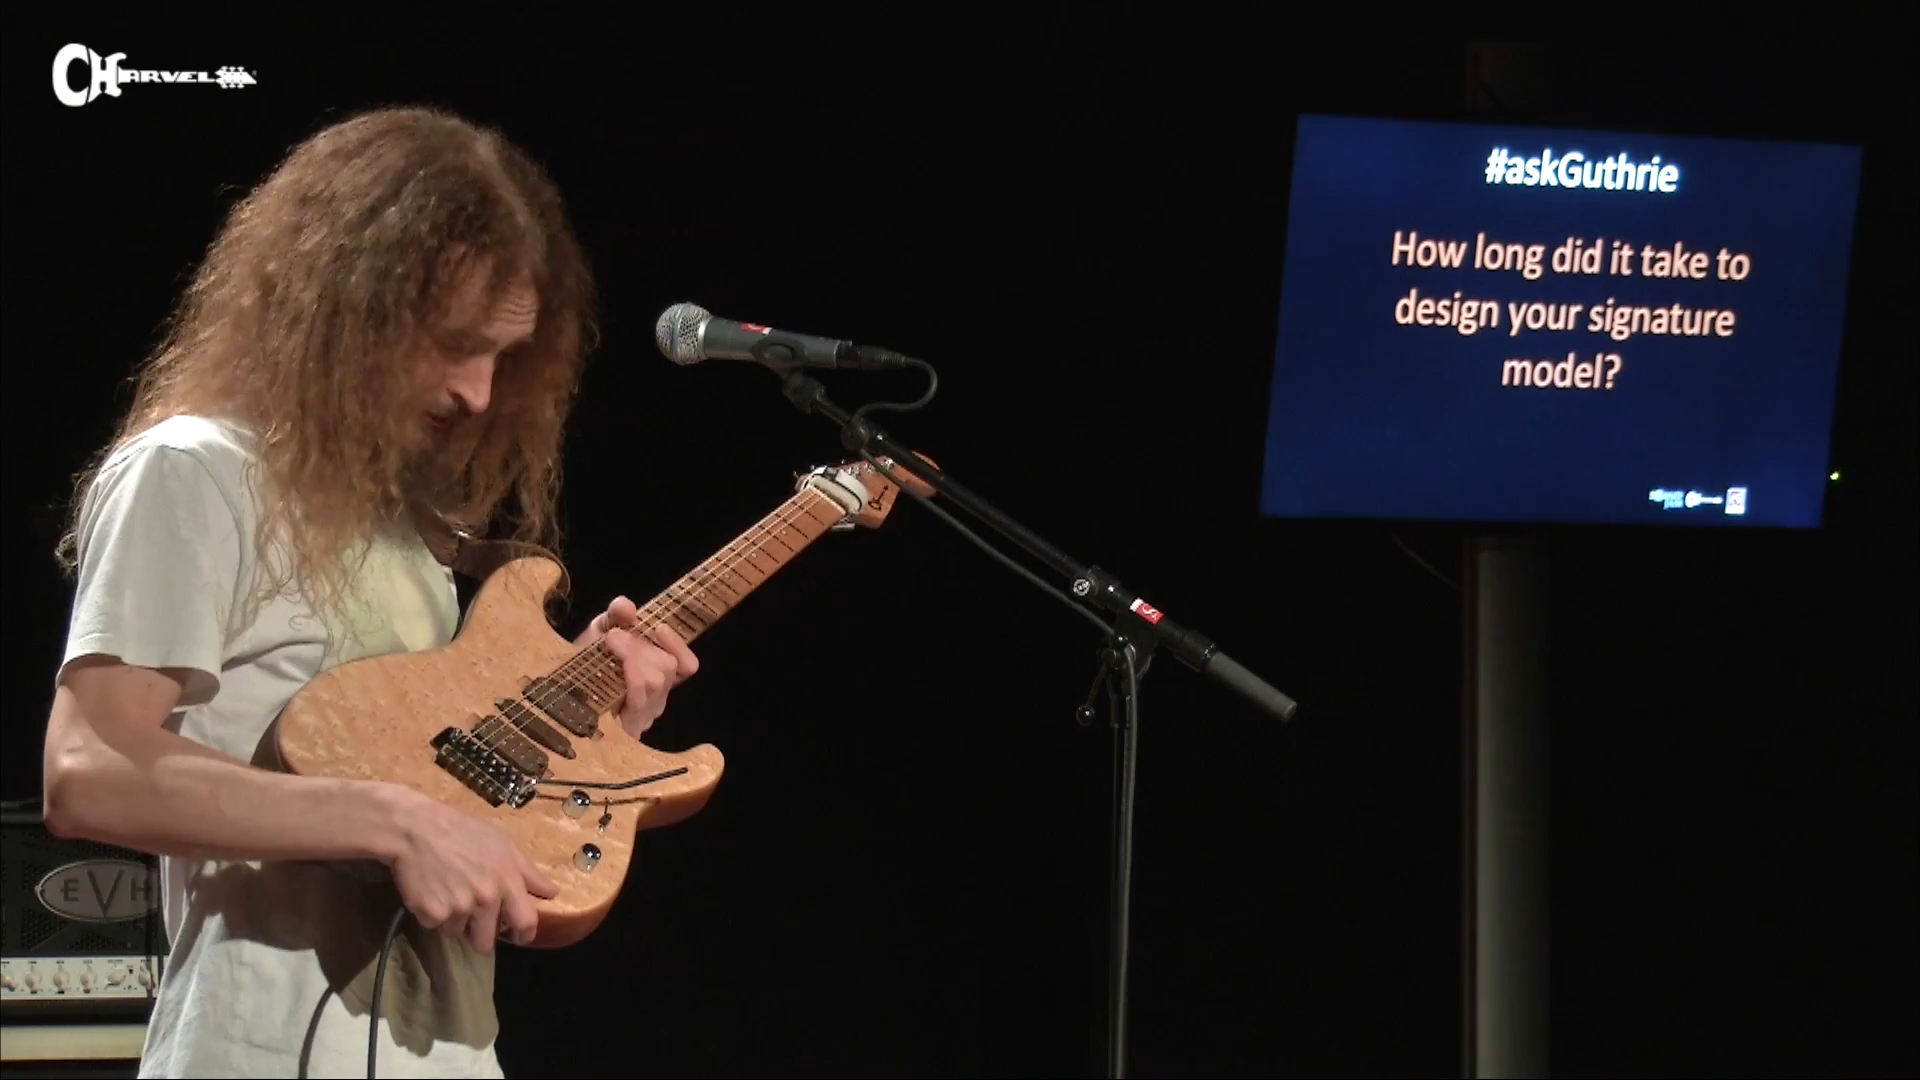 CHARVEL
#askGuthrie
How long did it take to
design your signature
model?
EVH